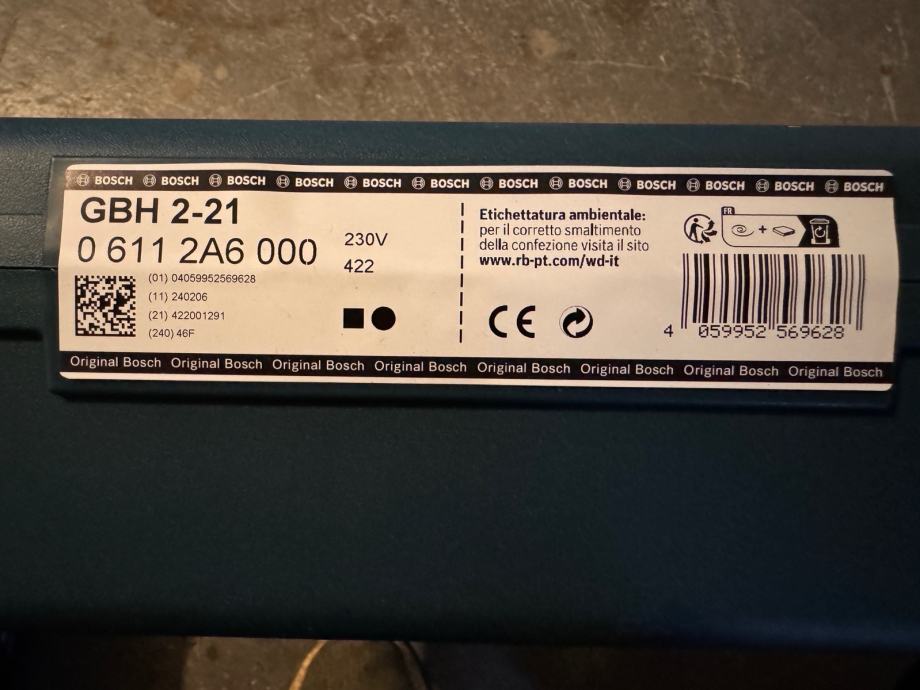 BOSCH BOSCH BOSCH BOSCH BOSCH BOSCH BOSCH BOSCH BOSCH BOSCH BOSCH BOSCH
GBH 2-21
0 611 2A6 000
230V
422
(01) 04059952569628
(11) 240206
(21) 422001291
(240) 46F
Etichettatura ambientale:
per il corretto smaltimento
della confezione visita il sito
www.rb-pt.com/wd-it
CE
FR
+
4 059952 569628
Original Bosch Original Bosch Original Bosch Original Bosch Original Bosch Original Bosch Original Bosch Original Bosch